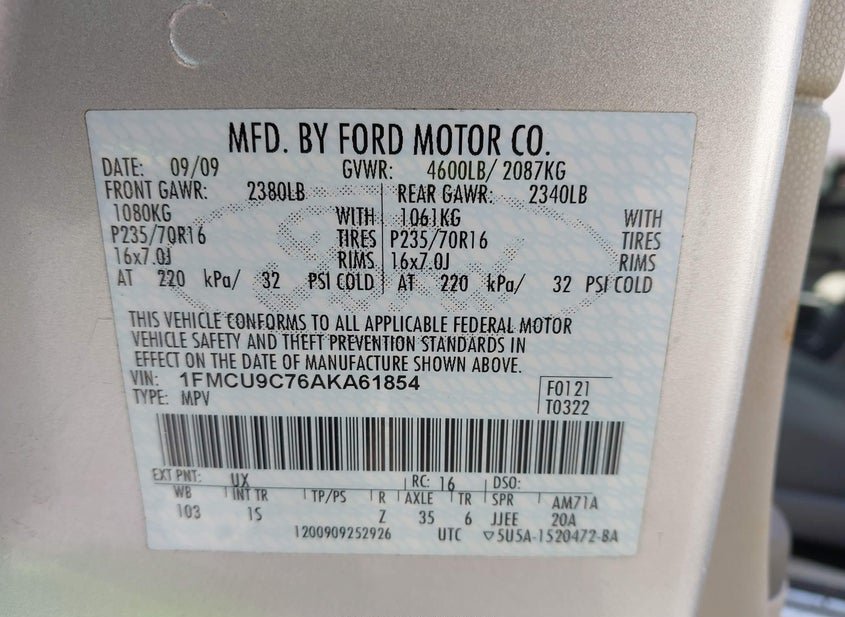 MFD. BY FORD MOTOR CO.
DATE: 09/09 GVWR: 4600LB/ 2087KG
FRONT GAWR: 2380LB REAR GAWR: 2340LB
1080KG WITH 1061KG WITH
P235/70R16 TIRES P235/70R16 TIRES
16x7.0J RIMS 16x7.0J RIMS
AT 220 kPa/ 32 PSI COLD AT 220 kPa/ 32 PSI COLD
THIS VEHICLE CONFORMS TO ALL APPLICABLE FEDERAL MOTOR
VEHICLE SAFETY AND THEFT PREVENTION STANDARDS IN
EFFECT ON THE DATE OF MANUFACTURE SHOWN ABOVE.
VIN: 1FMCU9C76AKA61854 F0121
TYPE: MPV T0322
EXT PNT: UX RC: 16 DSO:
WB INT TR TP/PS R AXLE TR SPR AM71A
103 1S Z 35 6 JJEE 20A
1200909252926 UTC ▽5U5A-1520472-BA